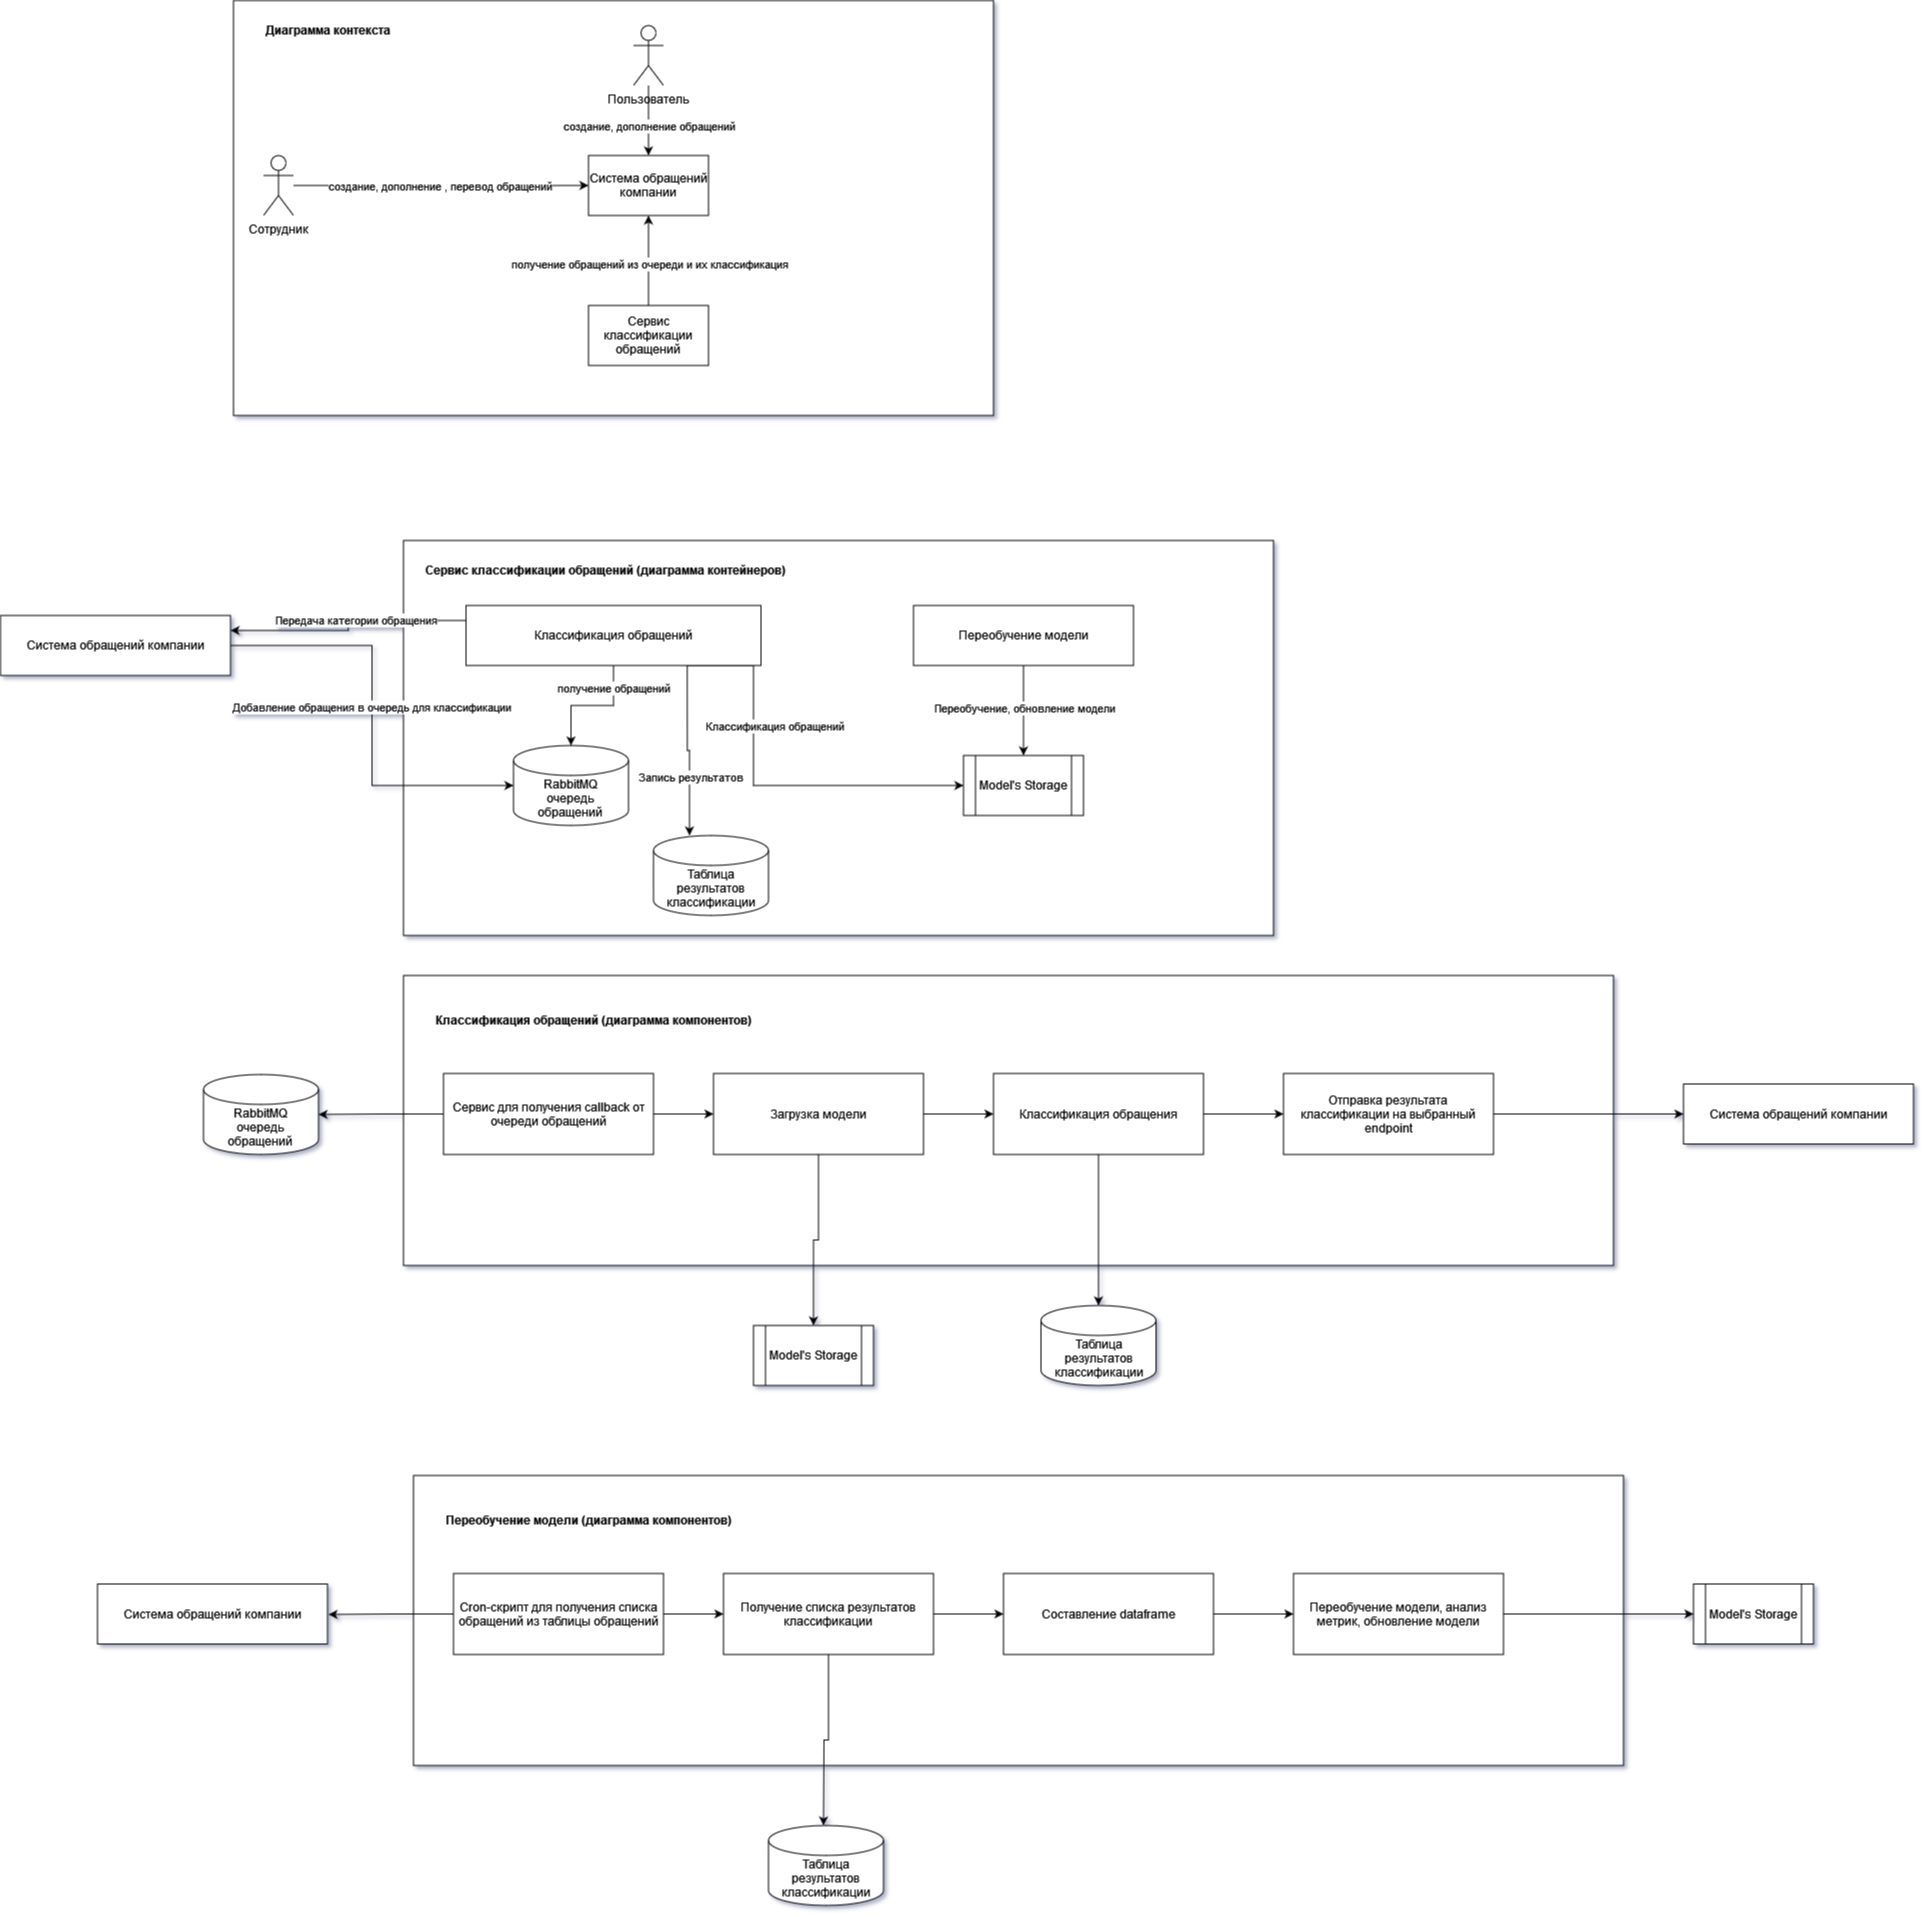 Диаграмма контекста
Пользователь
создание, дополнение обращений
Система обращений
компании
создание, дополнение , перевод обращений
Сотрудник
получение обращений из очереди и их классификация
Сервис
классификации
обращений
Сервис классификации обращений (диаграмма контейнеров)
Передача категории обращения
Система обращений компании
Классификация обращений
Переобучение модели
получение обращений
Добавление обращения в очередь для классификации
Переобучение, обновление модели
Классификация обращений
Запись результатов
RabbitMQ
очередь
обращений
Model's Storage
Таблица
результатов
классификации
Классификация обращений (диаграмма компонентов)
RabbitMQ
очередь
обращений
Сервис для получения callback от
очереди обращений
Загрузка модели
Классификация обращения
Отправка результата
классификации на выбранный
endpoint
Система обращений компании
Model's Storage
Таблица
результатов
классификации
Переобучение модели (диаграмма компонентов)
Система обращений компании
Cron-скрипт для получения списка
обращений из таблицы обращений
Получение списка результатов
классификации
Составление dataframe
Переобучение модели, анализ
метрик, обновление модели
Model's Storage
Таблица
результатов
классификации